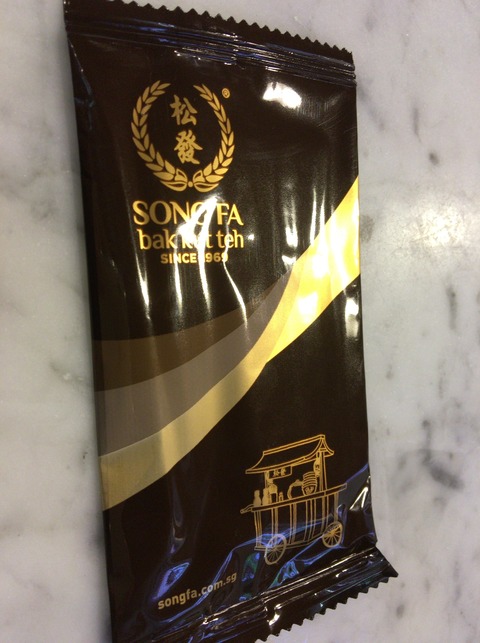 松
發
®
SONG FA
bak kut teh
SINCE 1969
songfa.com.sg